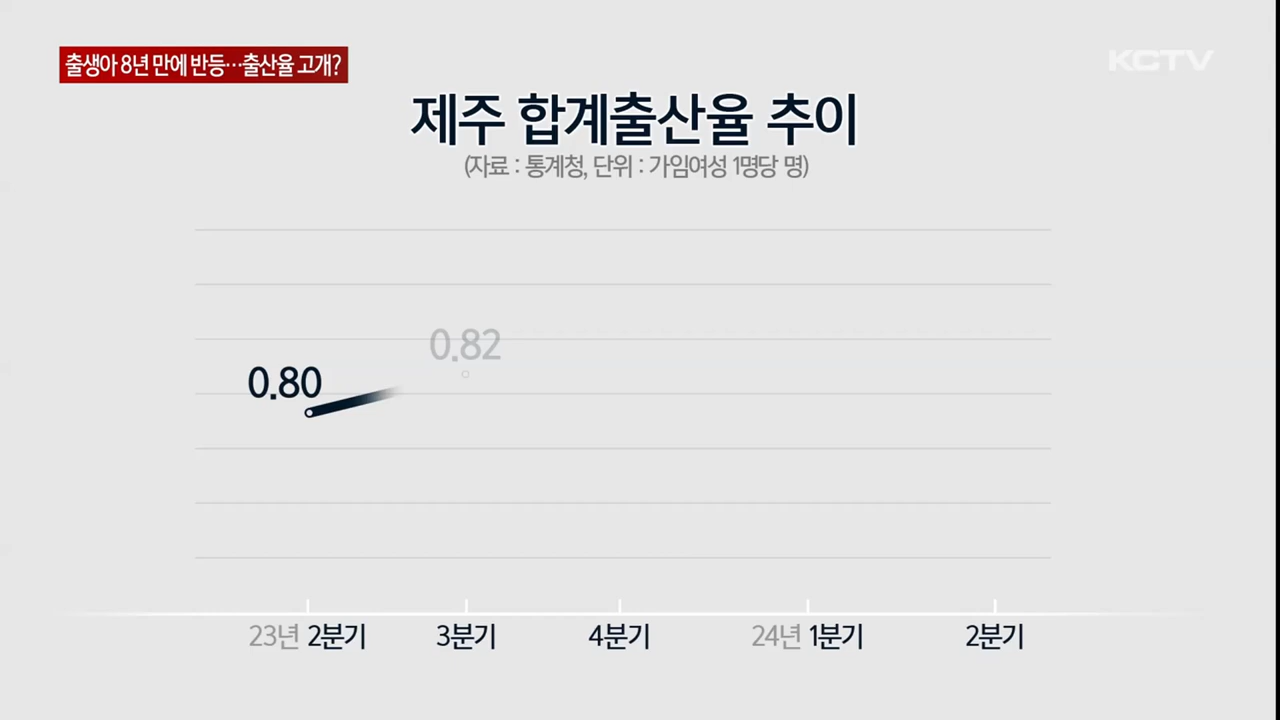 출생아 8년 만에 반등…출산율 고개?
KCTV
제주 합계출산율 추이
(자료 : 통계청, 단위 : 가임여성 1명당 명)
0.82
0.80
23년 2분기 3분기 4분기 24년 1분기 2분기